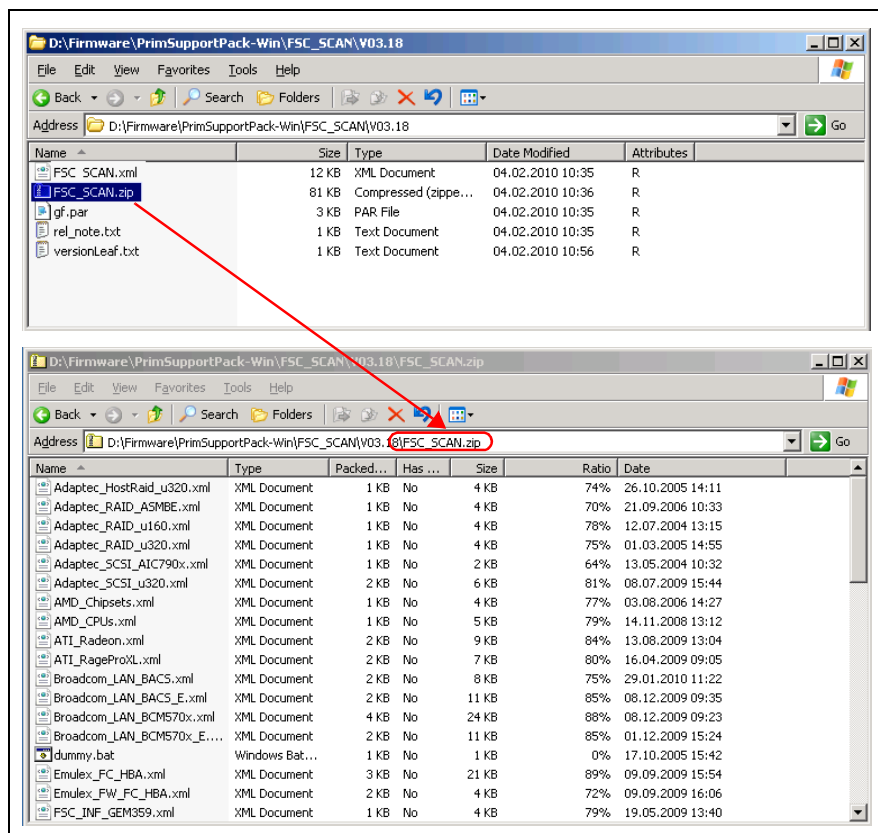 D:\Firmware\PrimSupportPack-Win\FSC_SCAN\V03.18
File Edit View Favorites Tools Help
Back Search Folders
Address D:\Firmware\PrimSupportPack-Win\FSC_SCAN\V03.18 Go
Name Size Type Date Modified Attributes
FSC_SCAN.xml 12 KB XML Document 04.02.2010 10:35 R
FSC_SCAN.zip 81 KB Compressed (zippe... 04.02.2010 10:36 R
gf.par 3 KB PAR File 04.02.2010 10:35 R
rel_note.txt 1 KB Text Document 04.02.2010 10:35 R
versionLeaf.txt 1 KB Text Document 04.02.2010 10:56 R
D:\Firmware\PrimSupportPack-Win\FSC_SCAN\V03.18\FSC_SCAN.zip
File Edit View Favorites Tools Help
Back Search Folders
Address D:\Firmware\PrimSupportPack-Win\FSC_SCAN\V03.18\FSC_SCAN.zip Go
Name Type Packed... Has ... Size Ratio Date
Adaptec_HostRaid_u320.xml XML Document 1 KB No 4 KB 74% 26.10.2005 14:11
Adaptec_RAID_ASMBE.xml XML Document 1 KB No 4 KB 70% 21.09.2006 10:33
Adaptec_RAID_u160.xml XML Document 1 KB No 4 KB 78% 12.07.2004 13:15
Adaptec_RAID_u320.xml XML Document 1 KB No 4 KB 75% 01.03.2005 14:55
Adaptec_SCSI_AIC790x.xml XML Document 1 KB No 2 KB 64% 13.05.2004 10:32
Adaptec_SCSI_u320.xml XML Document 2 KB No 6 KB 81% 08.07.2009 15:44
AMD_Chipsets.xml XML Document 1 KB No 4 KB 77% 03.08.2006 14:27
AMD_CPUs.xml XML Document 1 KB No 5 KB 79% 14.11.2008 13:12
ATI_Radeon.xml XML Document 2 KB No 9 KB 84% 13.08.2009 13:04
ATI_RageProXL.xml XML Document 2 KB No 7 KB 80% 16.04.2009 09:05
Broadcom_LAN_BACS.xml XML Document 2 KB No 8 KB 75% 29.01.2010 11:22
Broadcom_LAN_BACS_E.xml XML Document 2 KB No 11 KB 85% 08.12.2009 09:35
Broadcom_LAN_BCM570x.xml XML Document 4 KB No 24 KB 88% 08.12.2009 09:23
Broadcom_LAN_BCM570x_E.... XML Document 2 KB No 11 KB 85% 01.12.2009 15:24
dummy.bat Windows Bat... 1 KB No 1 KB 0% 17.10.2005 15:42
Emulex_FC_HBA.xml XML Document 3 KB No 21 KB 89% 09.09.2009 15:54
Emulex_FW_FC_HBA.xml XML Document 2 KB No 4 KB 72% 09.09.2009 16:06
FSC_INF_GEM359.xml XML Document 1 KB No 4 KB 79% 19.05.2009 13:40